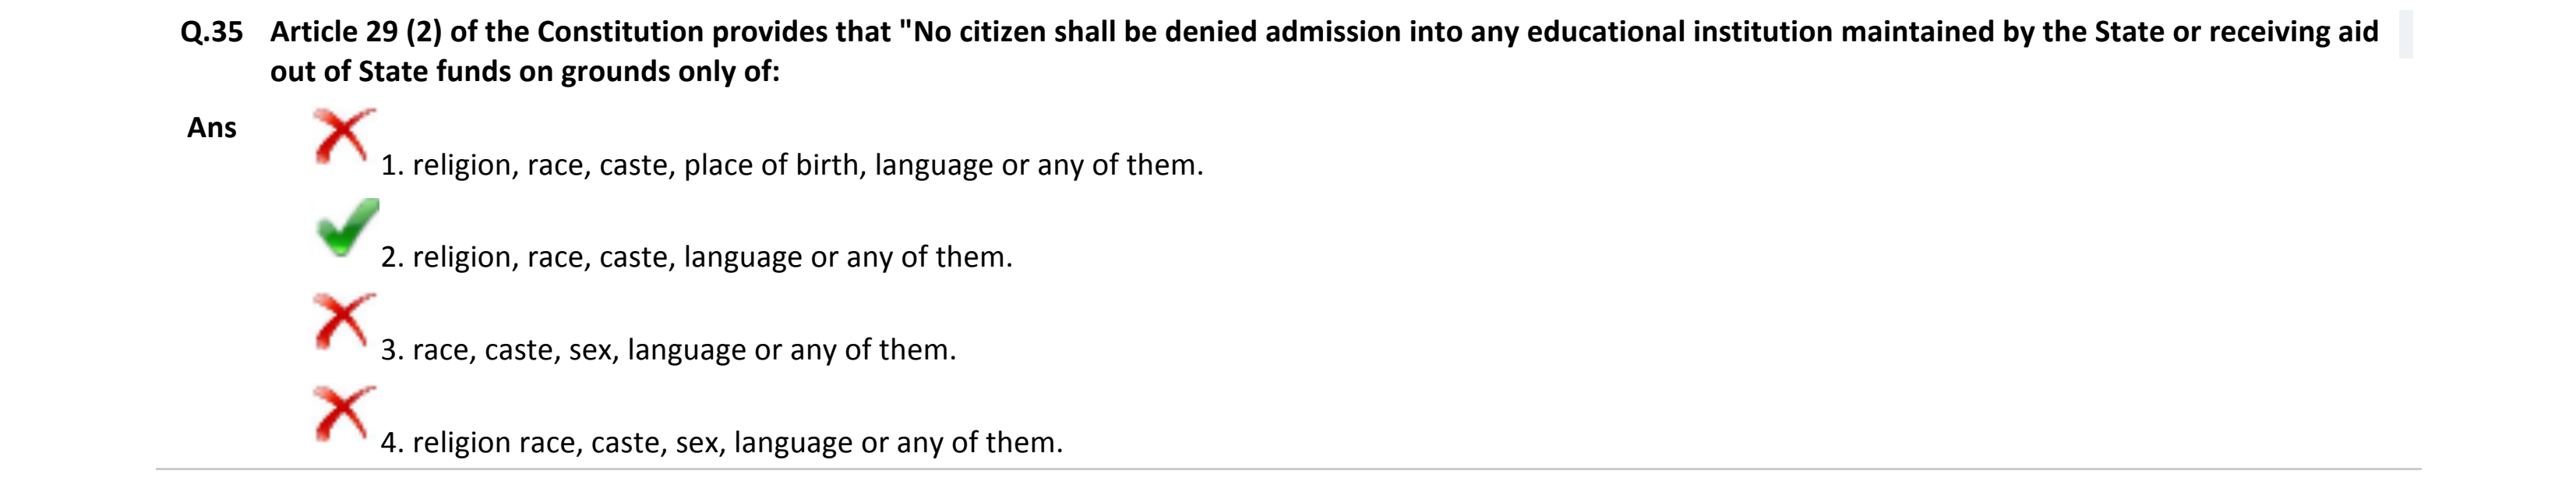 Q.35 Article 29 (2) of the Constitution provides that "No citizen shall be denied admission into any educational institution maintained by the State or receiving aid
out of State funds on grounds only of:
Ans
1. religion, race, caste, place of birth, language or any of them.
2. religion, race, caste, language or any of them.
3. race, caste, sex, language or any of them.
4. religion race, caste, sex, language or any of them.